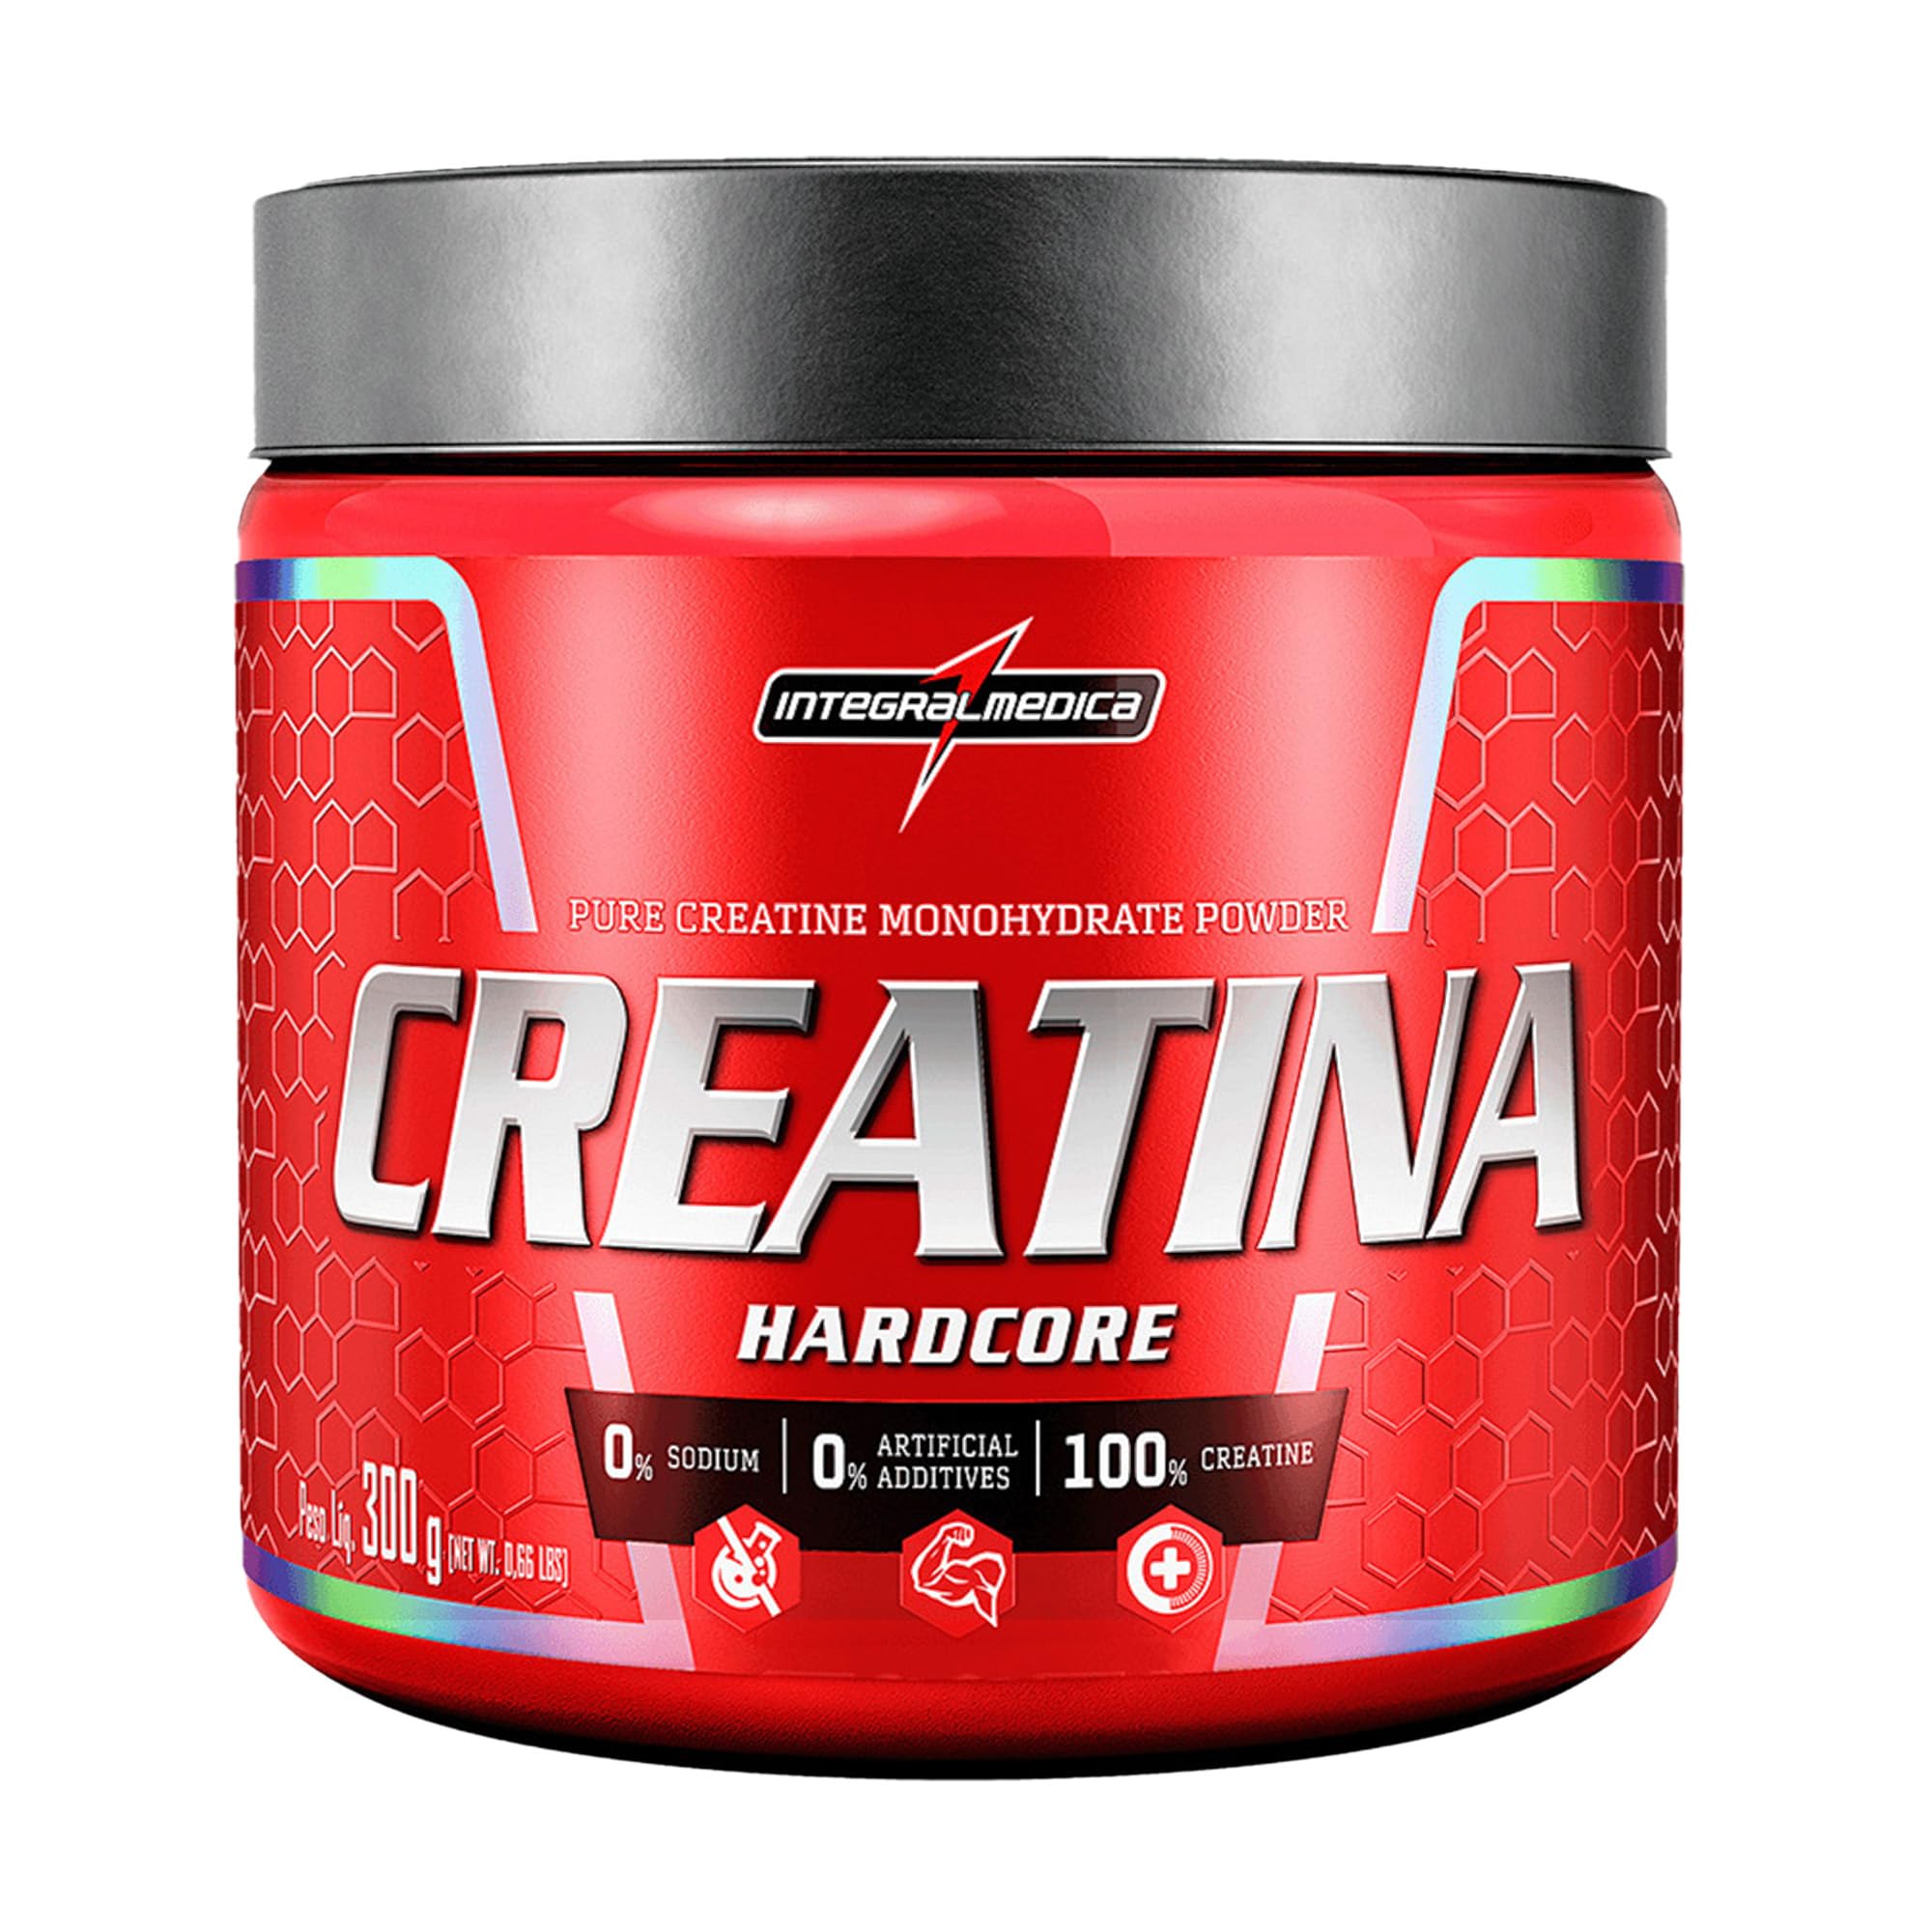 INTEGRALMEDICA
PURE CREATINE MONOHYDRATE POWDER
CREATINA
HARDCORE
0% SODIUM
0% ARTIFICIAL
ADDITIVES
100% CREATINE
Peso Líq. 300 g (NET WT: 0,66 LBS)